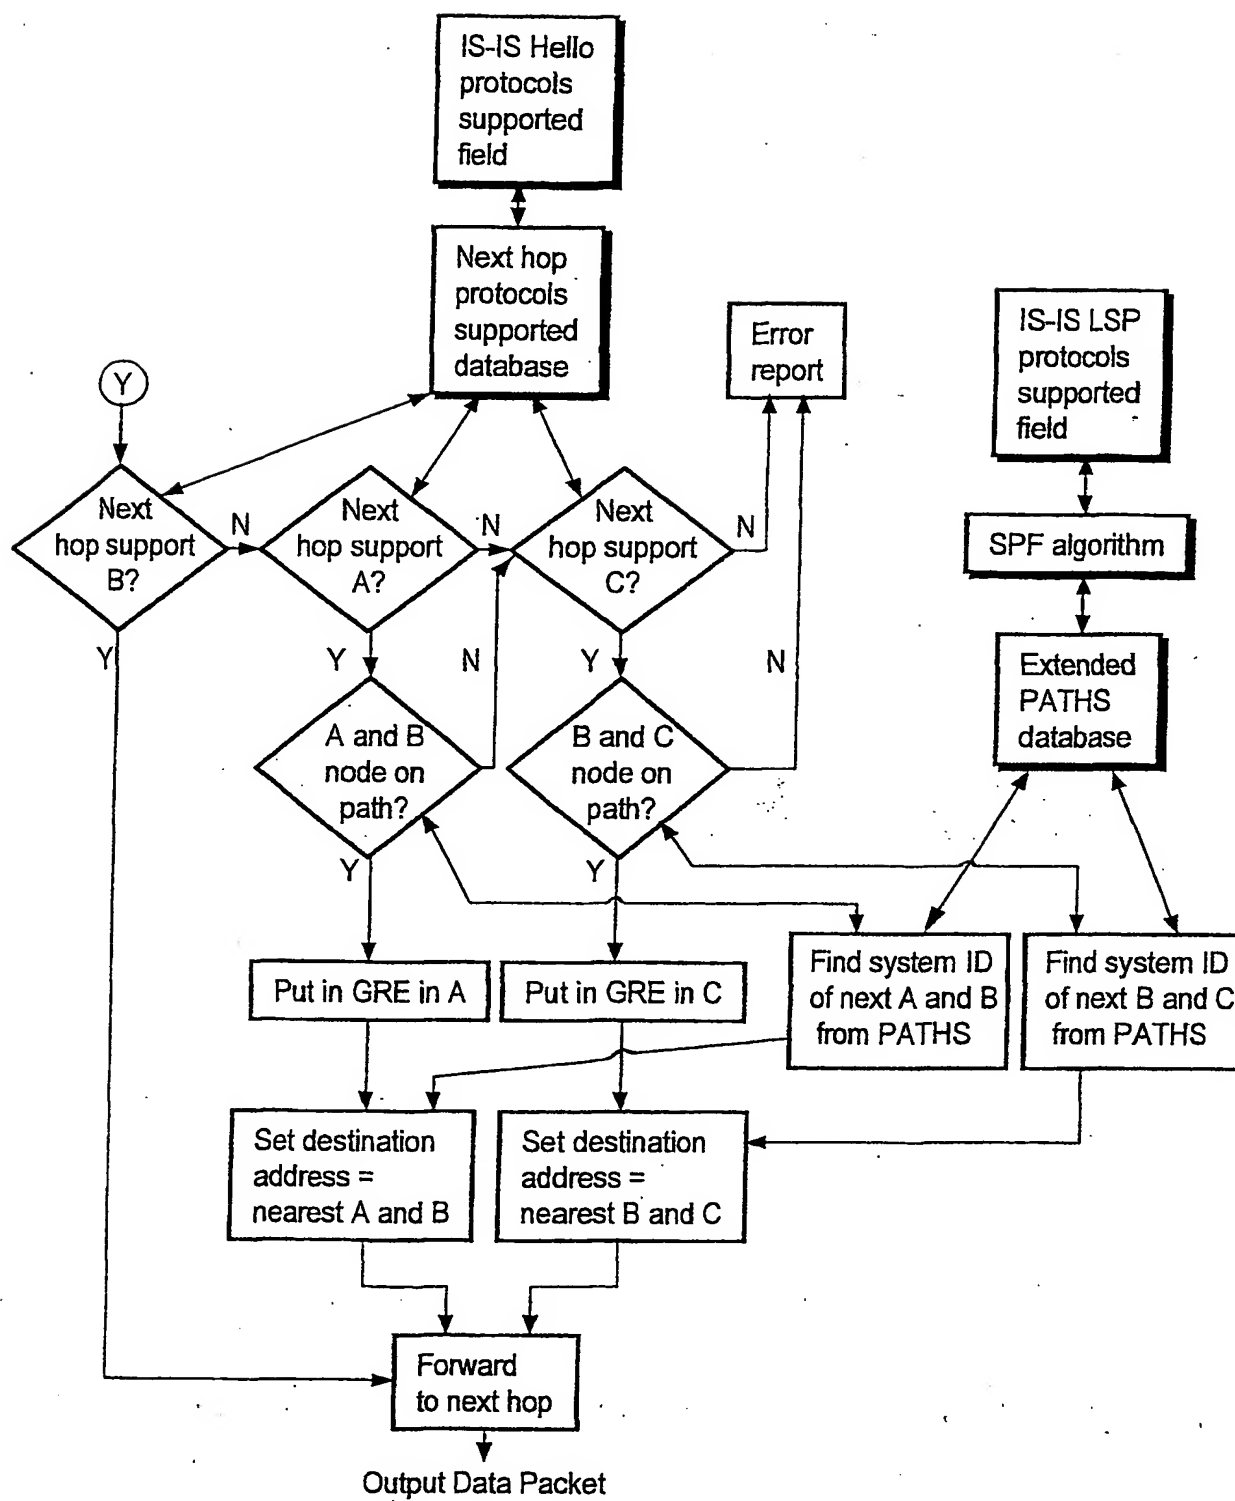 IS-IS Hello
protocols
supported
field
Next hop
protocols
supported
database
Error
report
IS-IS LSP
protocols
supported
field
Y
Next
hop support
B?
N
Next
hop support
A?
N
Next
hop support
C?
N
SPF algorithm
Y
Y
N
Y
N
Extended
PATHS
database
A and B
node on
path?
B and C
node on
path?
Y
Y
Put in GRE in A
Put in GRE in C
Find system ID
of next A and B
from PATHS
Find system ID
of next B and C
from PATHS
Set destination
address =
nearest A and B
Set destination
address =
nearest B and C
Forward
to next hop
Output Data Packet